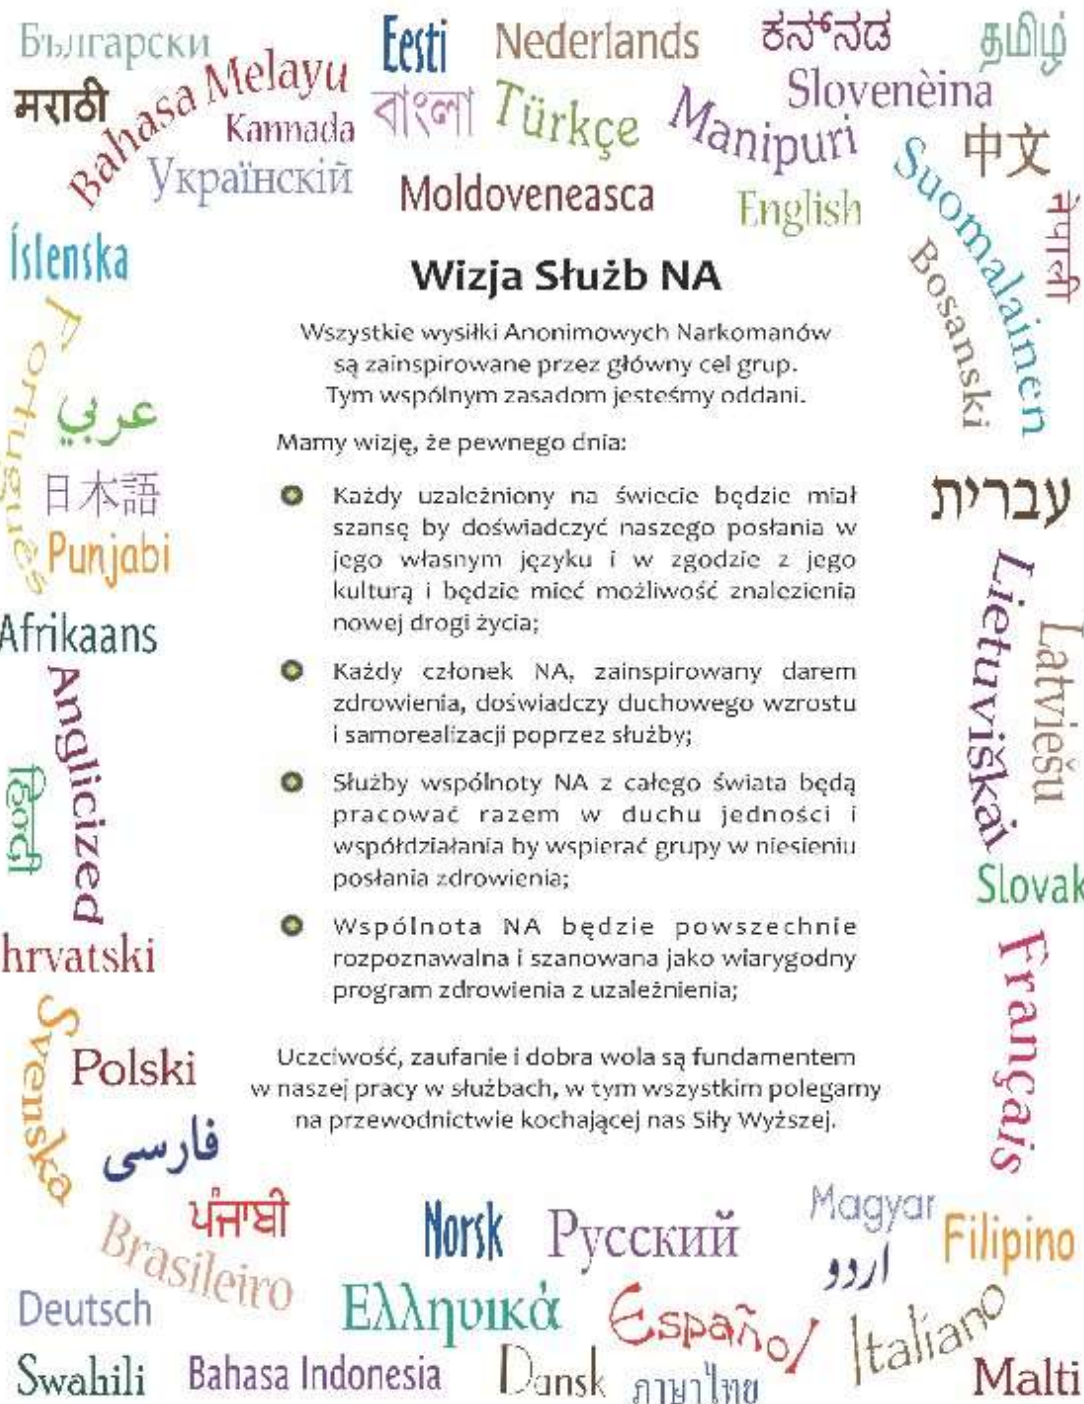 Български
Eesti
Nederlands
ಕನ್ನಡ
தமிழ்
मराठी
Bahasa Melayu
Kannada
বাংলা
Türkçe
Manipuri
Slovenèina
中文
Українскій
Moldoveneasca
English
Suomalainen
नेपाली
Íslenska
Bosanski
Wizja Służb NA
Wszystkie wysiłki Anonimowych Narkomanów
są zainspirowane przez główny cel grup.
Tym wspólnym zasadom jesteśmy oddani.
Mamy wizję, że pewnego dnia:
Każdy uzależniony na świecie będzie miał
szansę by doświadczyć naszego posłania w
jego własnym języku i w zgodzie z jego
kulturą i będzie mieć możliwość znalezienia
nowej drogi życia;
Każdy członek NA, zainspirowany darem
zdrowienia, doświadczy duchowego wzrostu
i samorealizacji poprzez służby;
Służby wspólnoty NA z całego świata będą
pracować razem w duchu jedności i
współdziałania by wspierać grupy w niesieniu
posłania zdrowienia;
Wspólnota NA będzie powszechnie
rozpoznawalna i szanowana jako wiarygodny
program zdrowienia z uzależnienia;
Uczciwość, zaufanie i dobra wola są fundamentem
w naszej pracy w służbach, w tym wszystkim polegamy
na przewodnictwie kochającej nas Siły Wyższej.
Português
عربي
日本語
Punjabi
Afrikaans
Anglicized
हिन्दी
hrvatski
Svenska
Polski
فارسی
ਪੰਜਾਬੀ
Brasileiro
Deutsch
Swahili
עברית
Lietuviškai
Latviešu
Slovak
Français
Norsk
Русский
Magyar
Filipino
اردو
Ελληυικά
Español
Italiano
Bahasa Indonesia
Dansk
ภาษาไทย
Malti